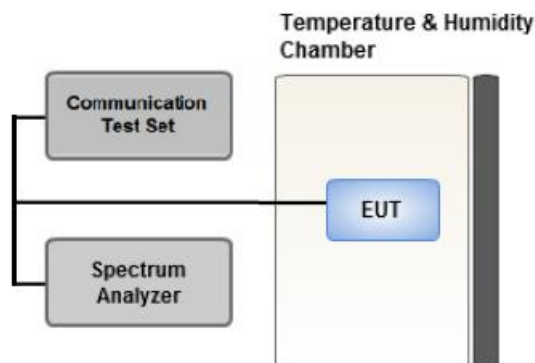 Temperature & Humidity
Chamber
Communication
Test Set
EUT
Spectrum
Analyzer